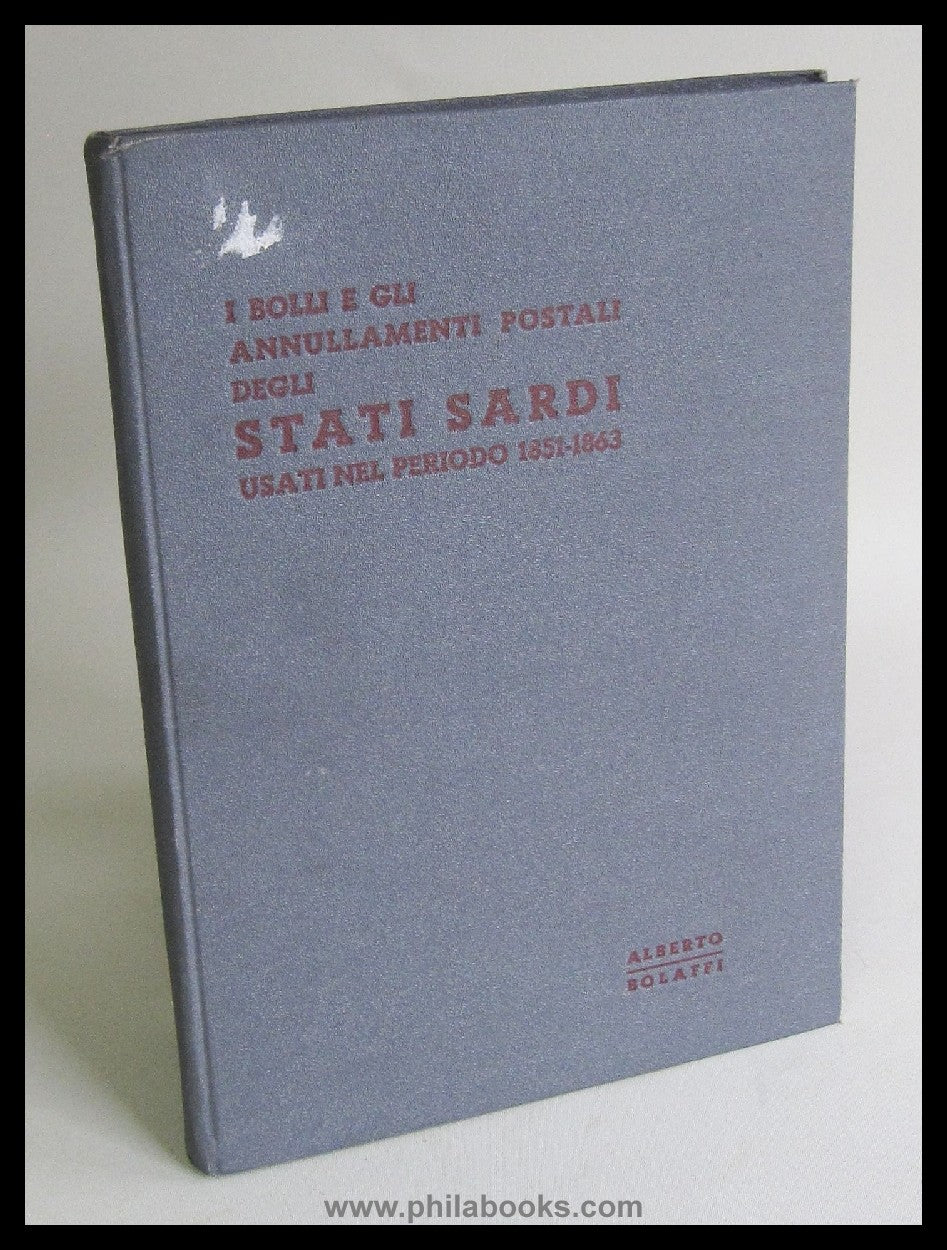 I BOLLI E GLI
ANNULLAMENTI POSTALI
DEGLI
STATI SARDI
USATI NEL PERIODO 1851-1863
ALBERTO
BOLAFFI
www.philabooks.com